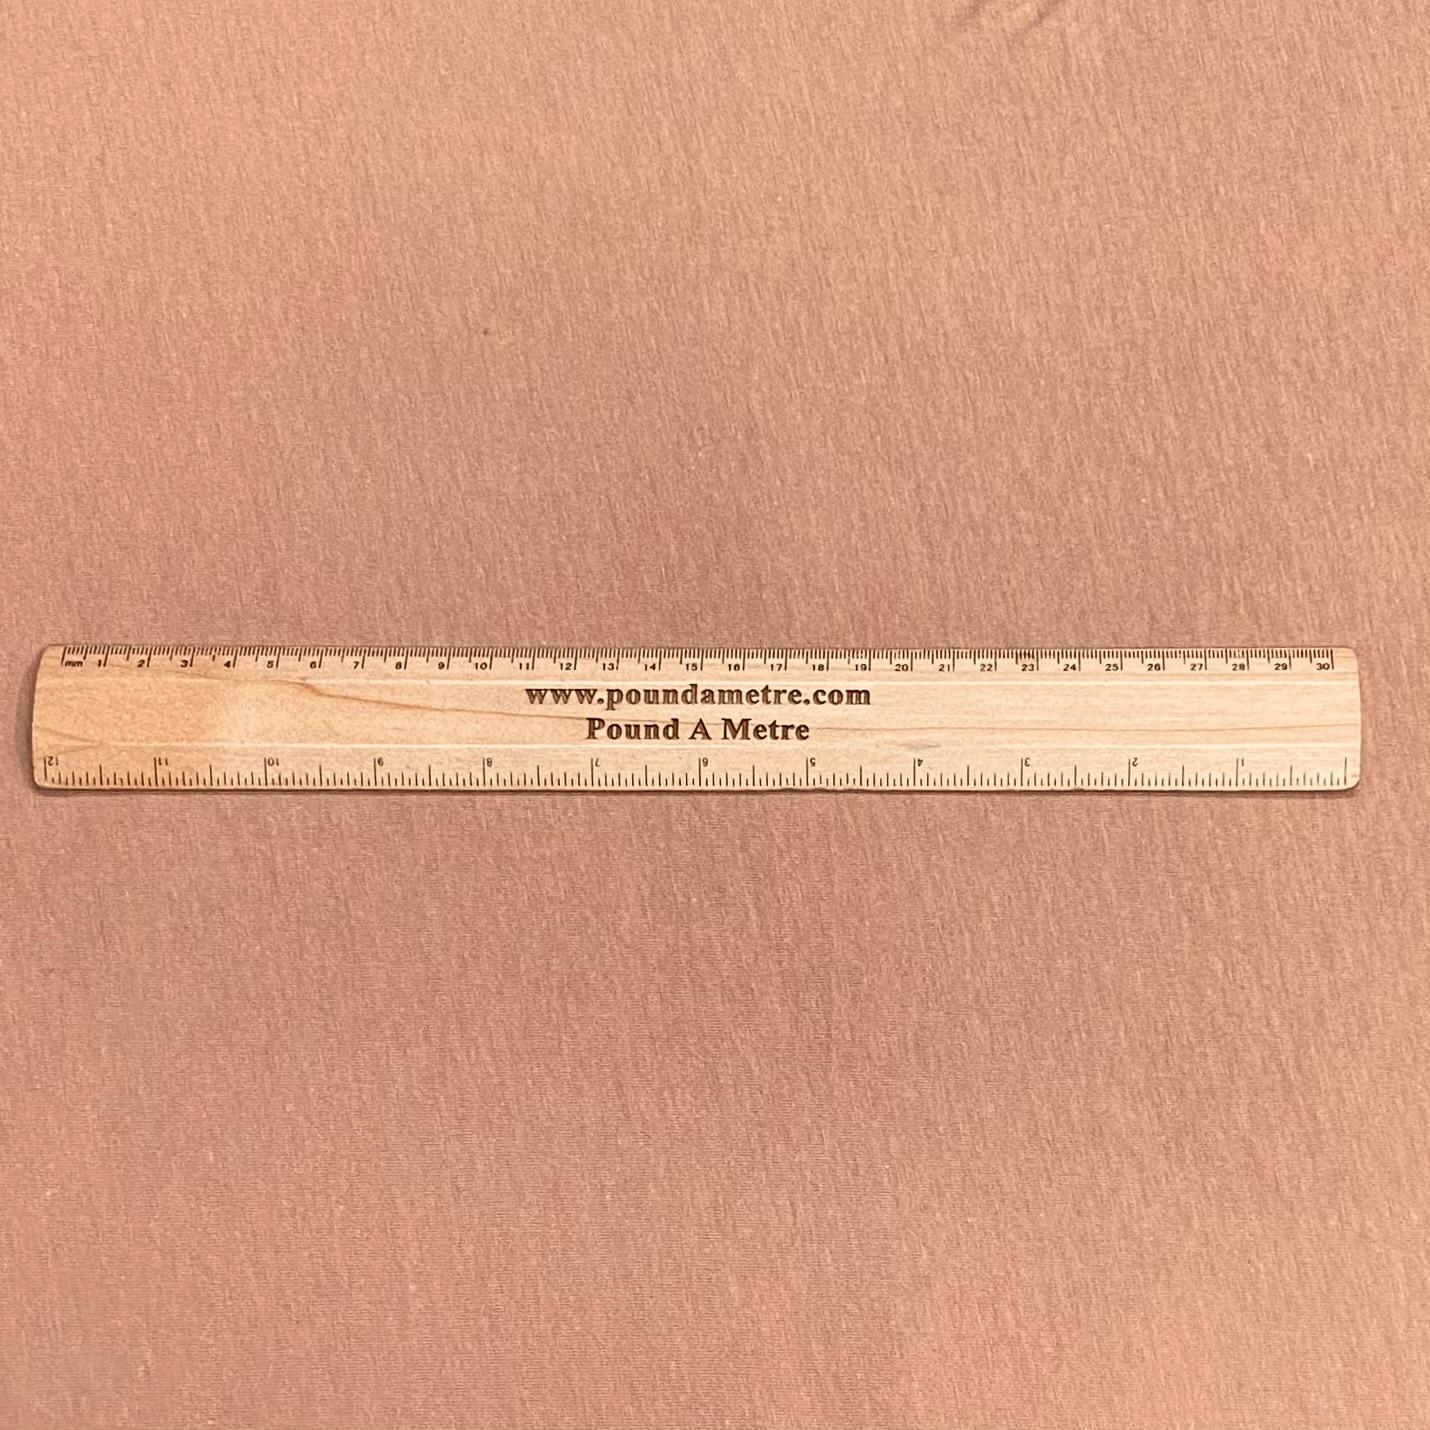 mm 1 2 3 4 5 6 7 8 9 10 11 12 13 14 15 16 17 18 19 20 21 22 23 24 25 26 27 28 29 30
www.poundametre.com
Pound A Metre
12 11 10 9 8 7 6 5 4 3 2 1